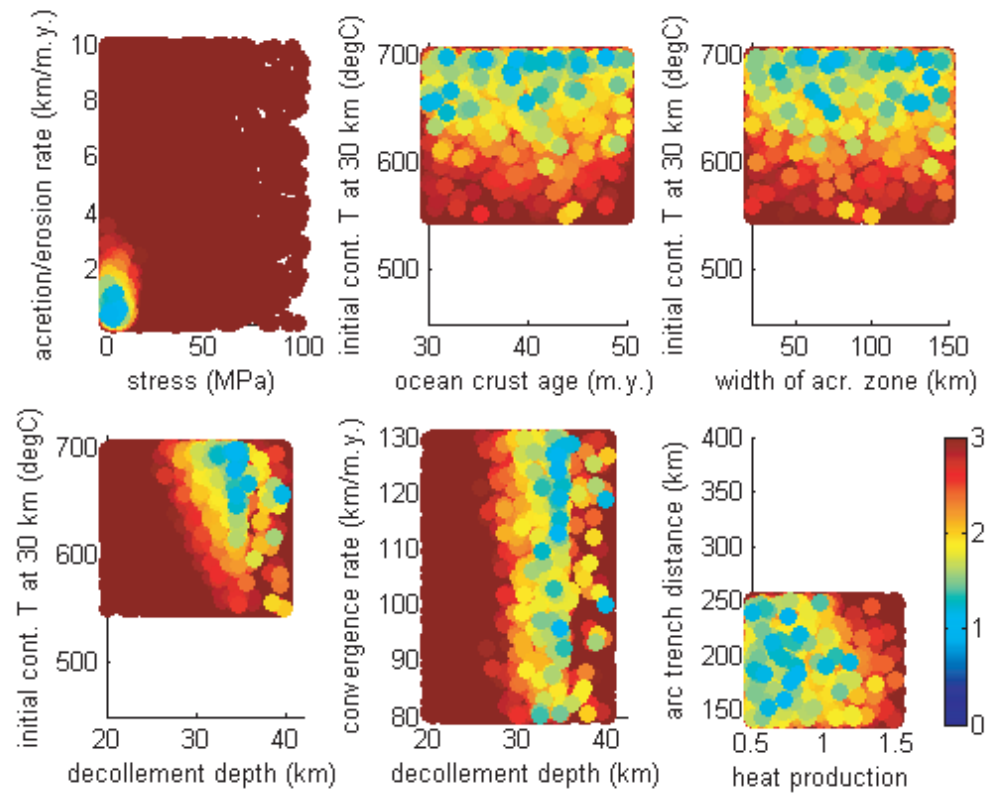 acretion/erosion rate (km/m.y.)
10
8
6
4
2
0 50 100
stress (MPa)
initial cont. T at 30 km (degC)
700
600
500
30 40 50
ocean crust age (m.y.)
initial cont. T at 30 km (degC)
700
600
500
50 100 150
width of acr. zone (km)
initial cont. T at 30 km (degC)
700
600
500
20 30 40
decollement depth (km)
convergence rate (km/m.y.)
130
120
110
100
90
80
20 30 40
decollement depth (km)
arc trench distance (km)
400
350
300
250
200
150
0.5 1 1.5
heat production
3
2
1
0